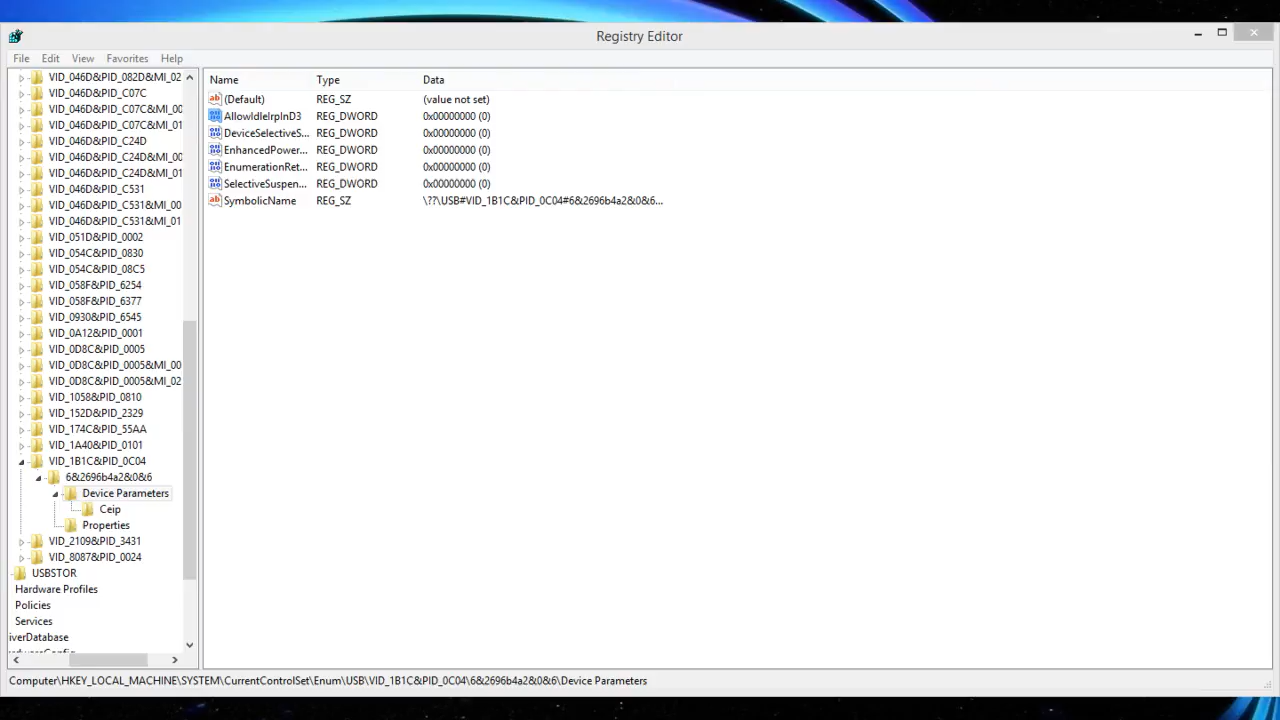 Registry Editor
File Edit View Favorites Help
Name Type Data
(Default) REG_SZ (value not set)
AllowIdleIrpInD3 REG_DWORD 0x00000000 (0)
DeviceSelectiveS... REG_DWORD 0x00000000 (0)
EnhancedPower... REG_DWORD 0x00000000 (0)
EnumerationRet... REG_DWORD 0x00000000 (0)
SelectiveSuspen... REG_DWORD 0x00000000 (0)
SymbolicName REG_SZ \??\USB#VID_1B1C&PID_0C04#6&2696b4a2&0&6...
VID_046D&PID_082D&MI_02
VID_046D&PID_C07C
VID_046D&PID_C07C&MI_00
VID_046D&PID_C07C&MI_01
VID_046D&PID_C24D
VID_046D&PID_C24D&MI_00
VID_046D&PID_C24D&MI_01
VID_046D&PID_C531
VID_046D&PID_C531&MI_00
VID_046D&PID_C531&MI_01
VID_051D&PID_0002
VID_054C&PID_0830
VID_054C&PID_08C5
VID_058F&PID_6254
VID_058F&PID_6377
VID_0930&PID_6545
VID_0A12&PID_0001
VID_0D8C&PID_0005
VID_0D8C&PID_0005&MI_00
VID_0D8C&PID_0005&MI_02
VID_1058&PID_0810
VID_152D&PID_2329
VID_174C&PID_55AA
VID_1A40&PID_0101
VID_1B1C&PID_0C04
6&2696b4a2&0&6
Device Parameters
Ceip
Properties
VID_2109&PID_3431
VID_8087&PID_0024
USBSTOR
Hardware Profiles
Policies
Services
iverDatabase
Computer\HKEY_LOCAL_MACHINE\SYSTEM\CurrentControlSet\Enum\USB\VID_1B1C&PID_0C04\6&2696b4a2&0&6\Device Parameters